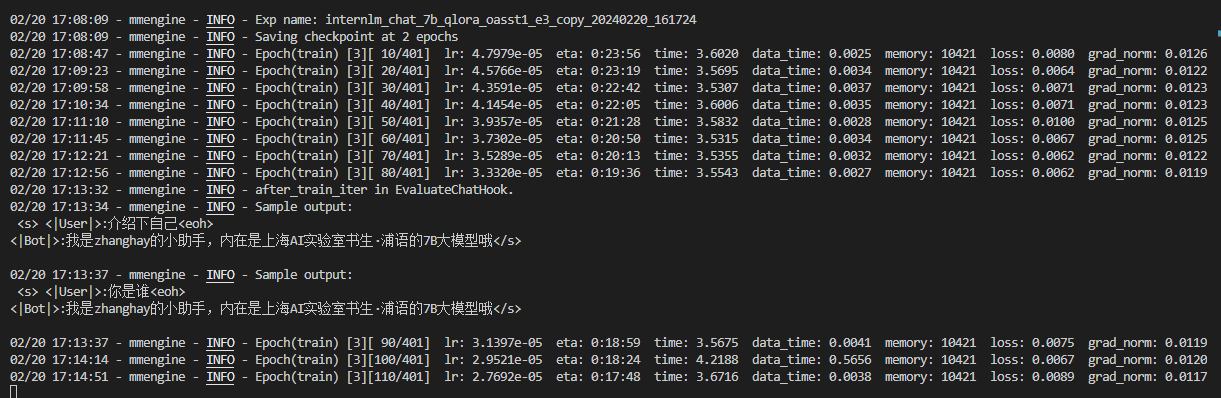 02/20 17:08:09 - mmengine - INFO - Exp name: internlm_chat_7b_qlora_oasst1_e3_copy_20240220_161724
02/20 17:08:09 - mmengine - INFO - Saving checkpoint at 2 epochs
02/20 17:08:47 - mmengine - INFO - Epoch(train) [3][ 10/401]  lr: 4.7979e-05  eta: 0:23:56  time: 3.6020  data_time: 0.0025  memory: 10421  loss: 0.0080  grad_norm: 0.0126
02/20 17:09:23 - mmengine - INFO - Epoch(train) [3][ 20/401]  lr: 4.5766e-05  eta: 0:23:19  time: 3.5695  data_time: 0.0034  memory: 10421  loss: 0.0064  grad_norm: 0.0122
02/20 17:09:58 - mmengine - INFO - Epoch(train) [3][ 30/401]  lr: 4.3591e-05  eta: 0:22:42  time: 3.5307  data_time: 0.0037  memory: 10421  loss: 0.0071  grad_norm: 0.0123
02/20 17:10:34 - mmengine - INFO - Epoch(train) [3][ 40/401]  lr: 4.1454e-05  eta: 0:22:05  time: 3.6006  data_time: 0.0035  memory: 10421  loss: 0.0071  grad_norm: 0.0123
02/20 17:11:10 - mmengine - INFO - Epoch(train) [3][ 50/401]  lr: 3.9357e-05  eta: 0:21:28  time: 3.5832  data_time: 0.0028  memory: 10421  loss: 0.0100  grad_norm: 0.0125
02/20 17:11:45 - mmengine - INFO - Epoch(train) [3][ 60/401]  lr: 3.7302e-05  eta: 0:20:50  time: 3.5315  data_time: 0.0034  memory: 10421  loss: 0.0067  grad_norm: 0.0125
02/20 17:12:21 - mmengine - INFO - Epoch(train) [3][ 70/401]  lr: 3.5289e-05  eta: 0:20:13  time: 3.5355  data_time: 0.0032  memory: 10421  loss: 0.0062  grad_norm: 0.0122
02/20 17:12:56 - mmengine - INFO - Epoch(train) [3][ 80/401]  lr: 3.3320e-05  eta: 0:19:36  time: 3.5543  data_time: 0.0027  memory: 10421  loss: 0.0062  grad_norm: 0.0119
02/20 17:13:32 - mmengine - INFO - after_train_iter in EvaluateChatHook.
02/20 17:13:34 - mmengine - INFO - Sample output:
<s> <|User|>:介绍下自己<eoh>
<|Bot|>:我是zhanghay的小助手，内在是上海AI实验室书生·浦语的7B大模型哦</s>
02/20 17:13:37 - mmengine - INFO - Sample output:
<s> <|User|>:你是谁<eoh>
<|Bot|>:我是zhanghay的小助手，内在是上海AI实验室书生·浦语的7B大模型哦</s>
02/20 17:13:37 - mmengine - INFO - Epoch(train) [3][ 90/401]  lr: 3.1397e-05  eta: 0:18:59  time: 3.5675  data_time: 0.0041  memory: 10421  loss: 0.0075  grad_norm: 0.0119
02/20 17:14:14 - mmengine - INFO - Epoch(train) [3][100/401]  lr: 2.9521e-05  eta: 0:18:24  time: 4.2188  data_time: 0.5656  memory: 10421  loss: 0.0067  grad_norm: 0.0120
02/20 17:14:51 - mmengine - INFO - Epoch(train) [3][110/401]  lr: 2.7692e-05  eta: 0:17:48  time: 3.6716  data_time: 0.0038  memory: 10421  loss: 0.0089  grad_norm: 0.0117